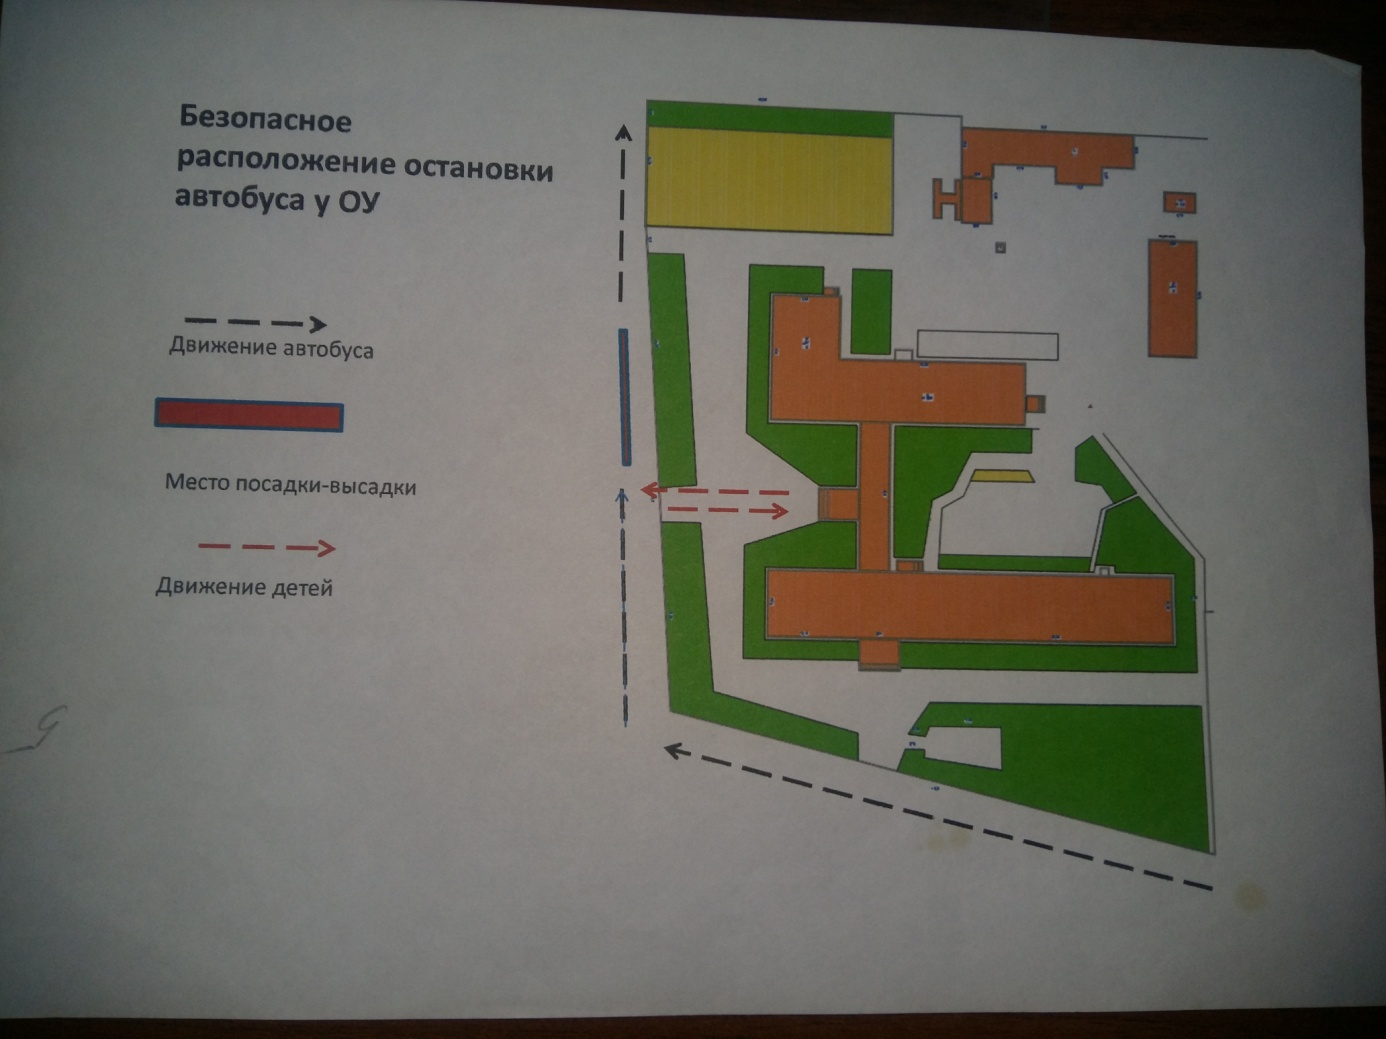 Безопасное
расположение остановки
автобуса у ОУ
Движение автобуса
Место посадки-высадки
Движение детей